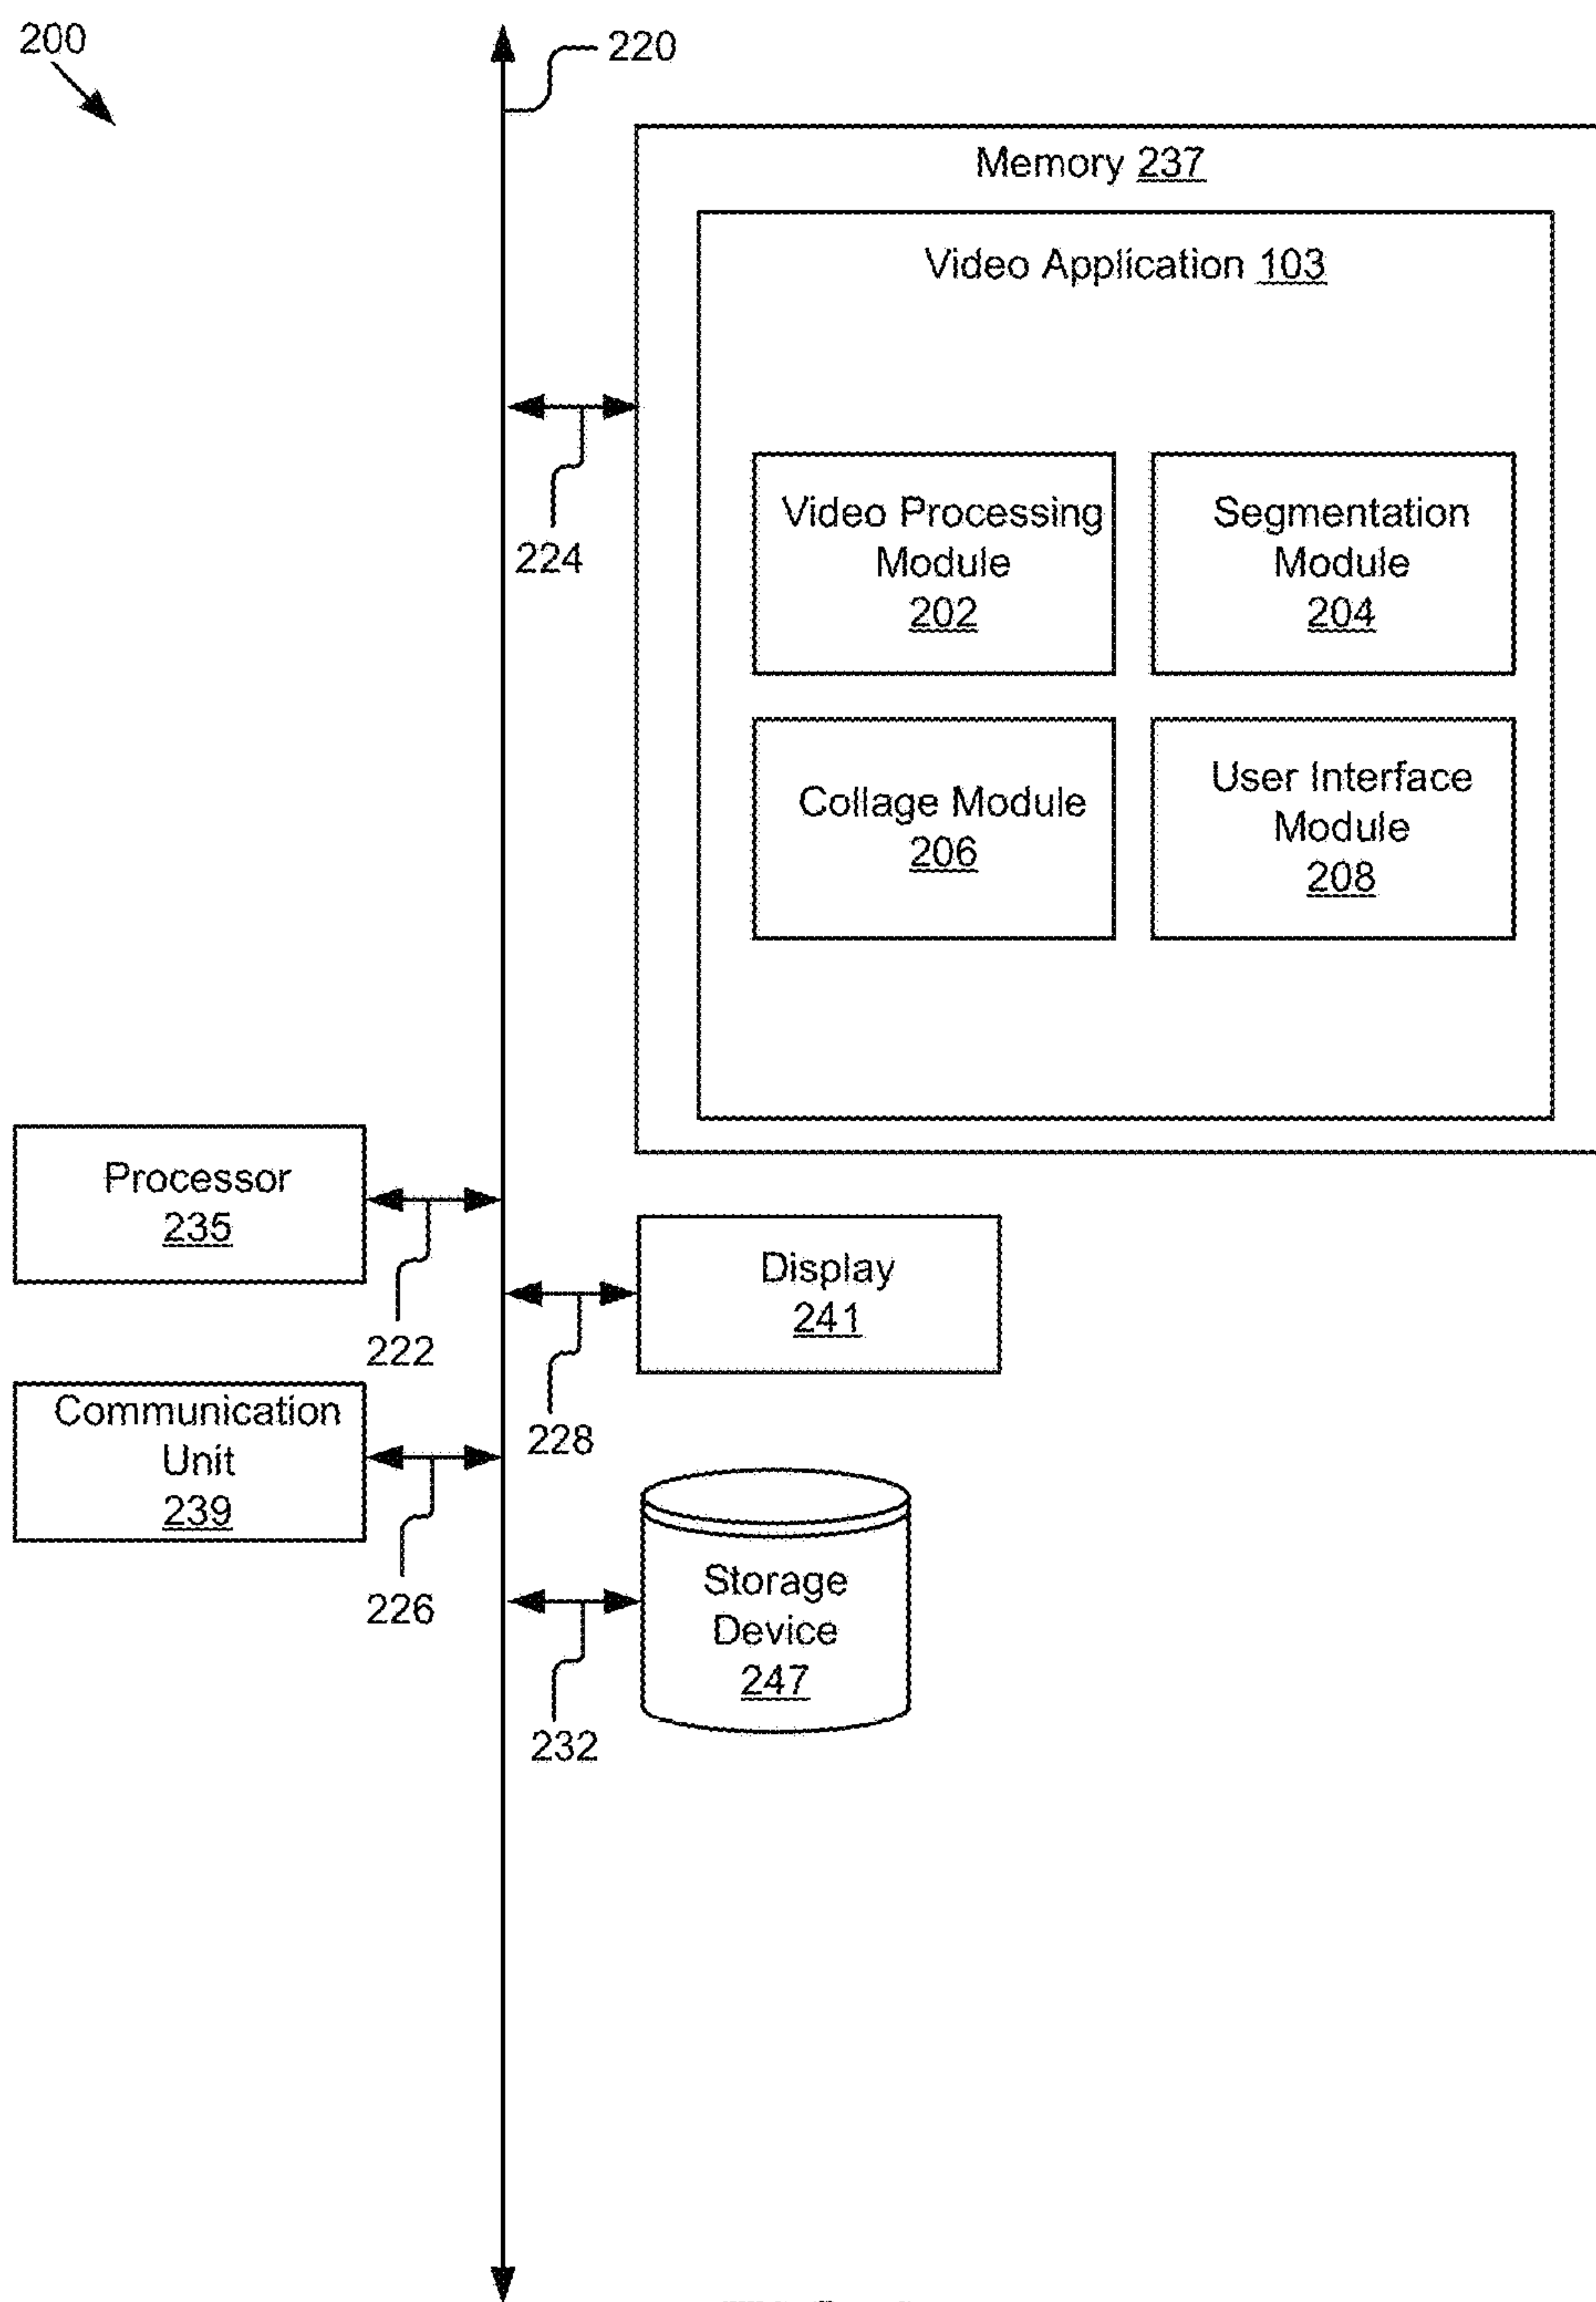 200
220
Memory 237
Video Application 103
224
Video Processing
Module
202
Segmentation
Module
204
Collage Module
206
User Interface
Module
208
Processor
235
222
Display
241
228
Communication
Unit
239
226
Storage
Device
247
232